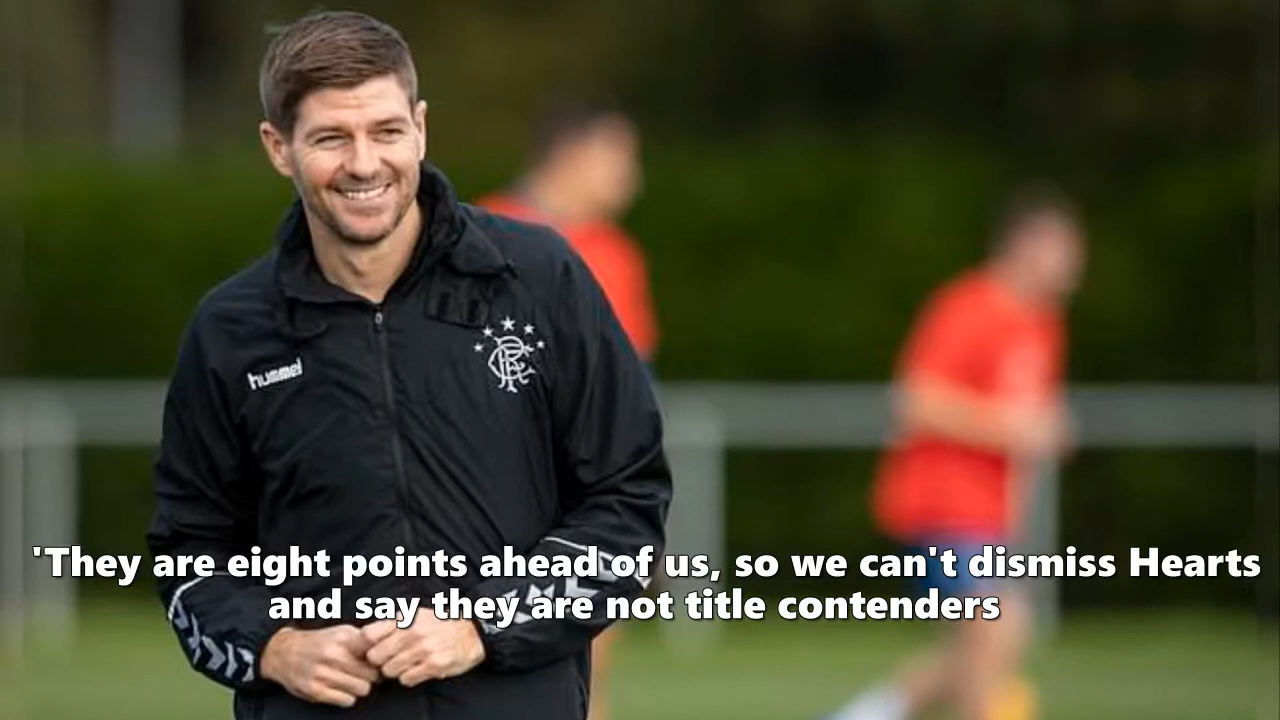 hummel
'They are eight points ahead of us, so we can't dismiss Hearts
and say they are not title contenders